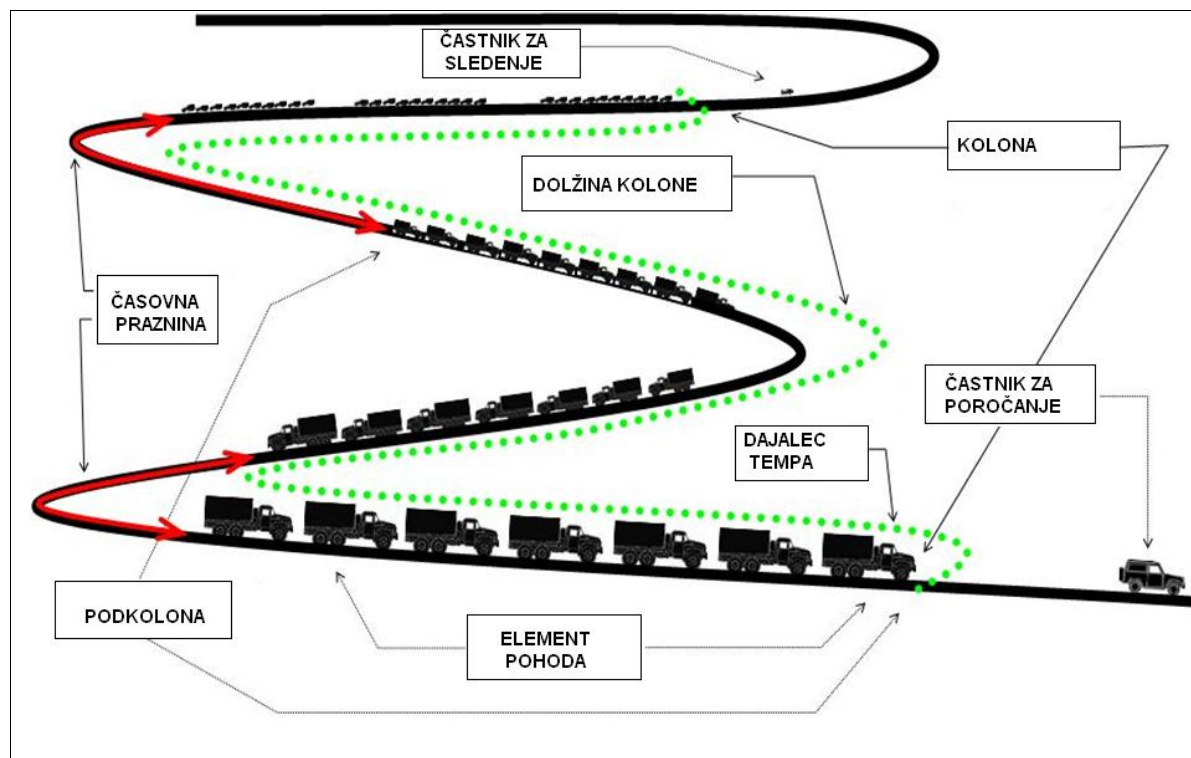 ČASTNIK ZA
SLEDENJE
KOLONA
DOLŽINA KOLONE
ČASOVNA
PRAZNINA
ČASTNIK ZA
POROČANJE
DAJALEC
TEMPA
PODKOLONA
ELEMENT
POHODA